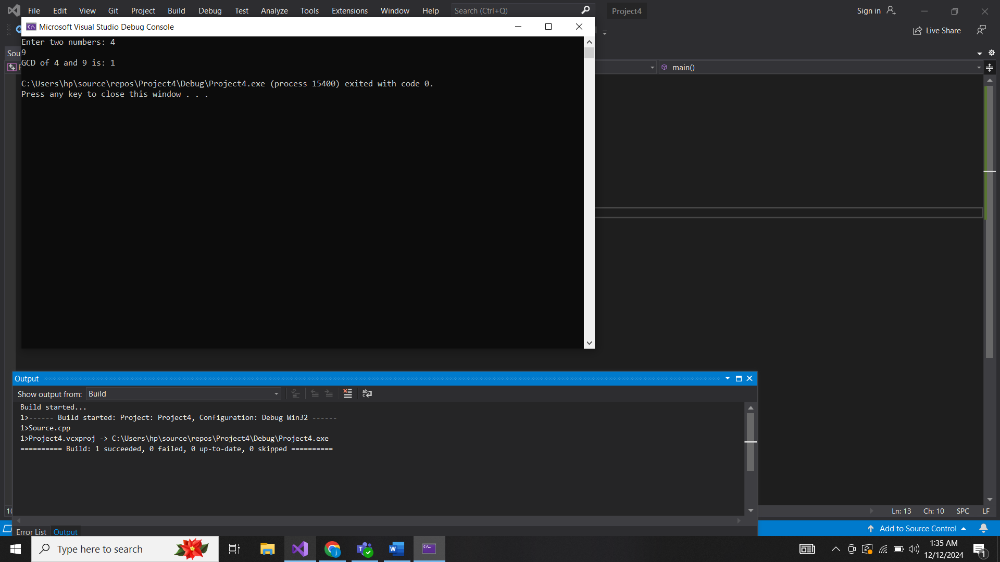 File Edit View Git Project Build Debug Test Analyze Tools Extensions Window Help Search (Ctrl+Q) Project4 Sign in
Microsoft Visual Studio Debug Console
Live Share
Enter two numbers: 4
9
GCD of 4 and 9 is: 1
main()
C:\Users\hp\source\repos\Project4\Debug\Project4.exe (process 15400) exited with code 0.
Press any key to close this window . . .
Output
Show output from: Build
Build started...
1>------ Build started: Project: Project4, Configuration: Debug Win32 ------
1>Source.cpp
1>Project4.vcxproj -> C:\Users\hp\source\repos\Project4\Debug\Project4.exe
========== Build: 1 succeeded, 0 failed, 0 up-to-date, 0 skipped ==========
Ln: 13 Ch: 10 SPC LF
Error List Output
Add to Source Control
Type here to search
1:35 AM
12/12/2024
1